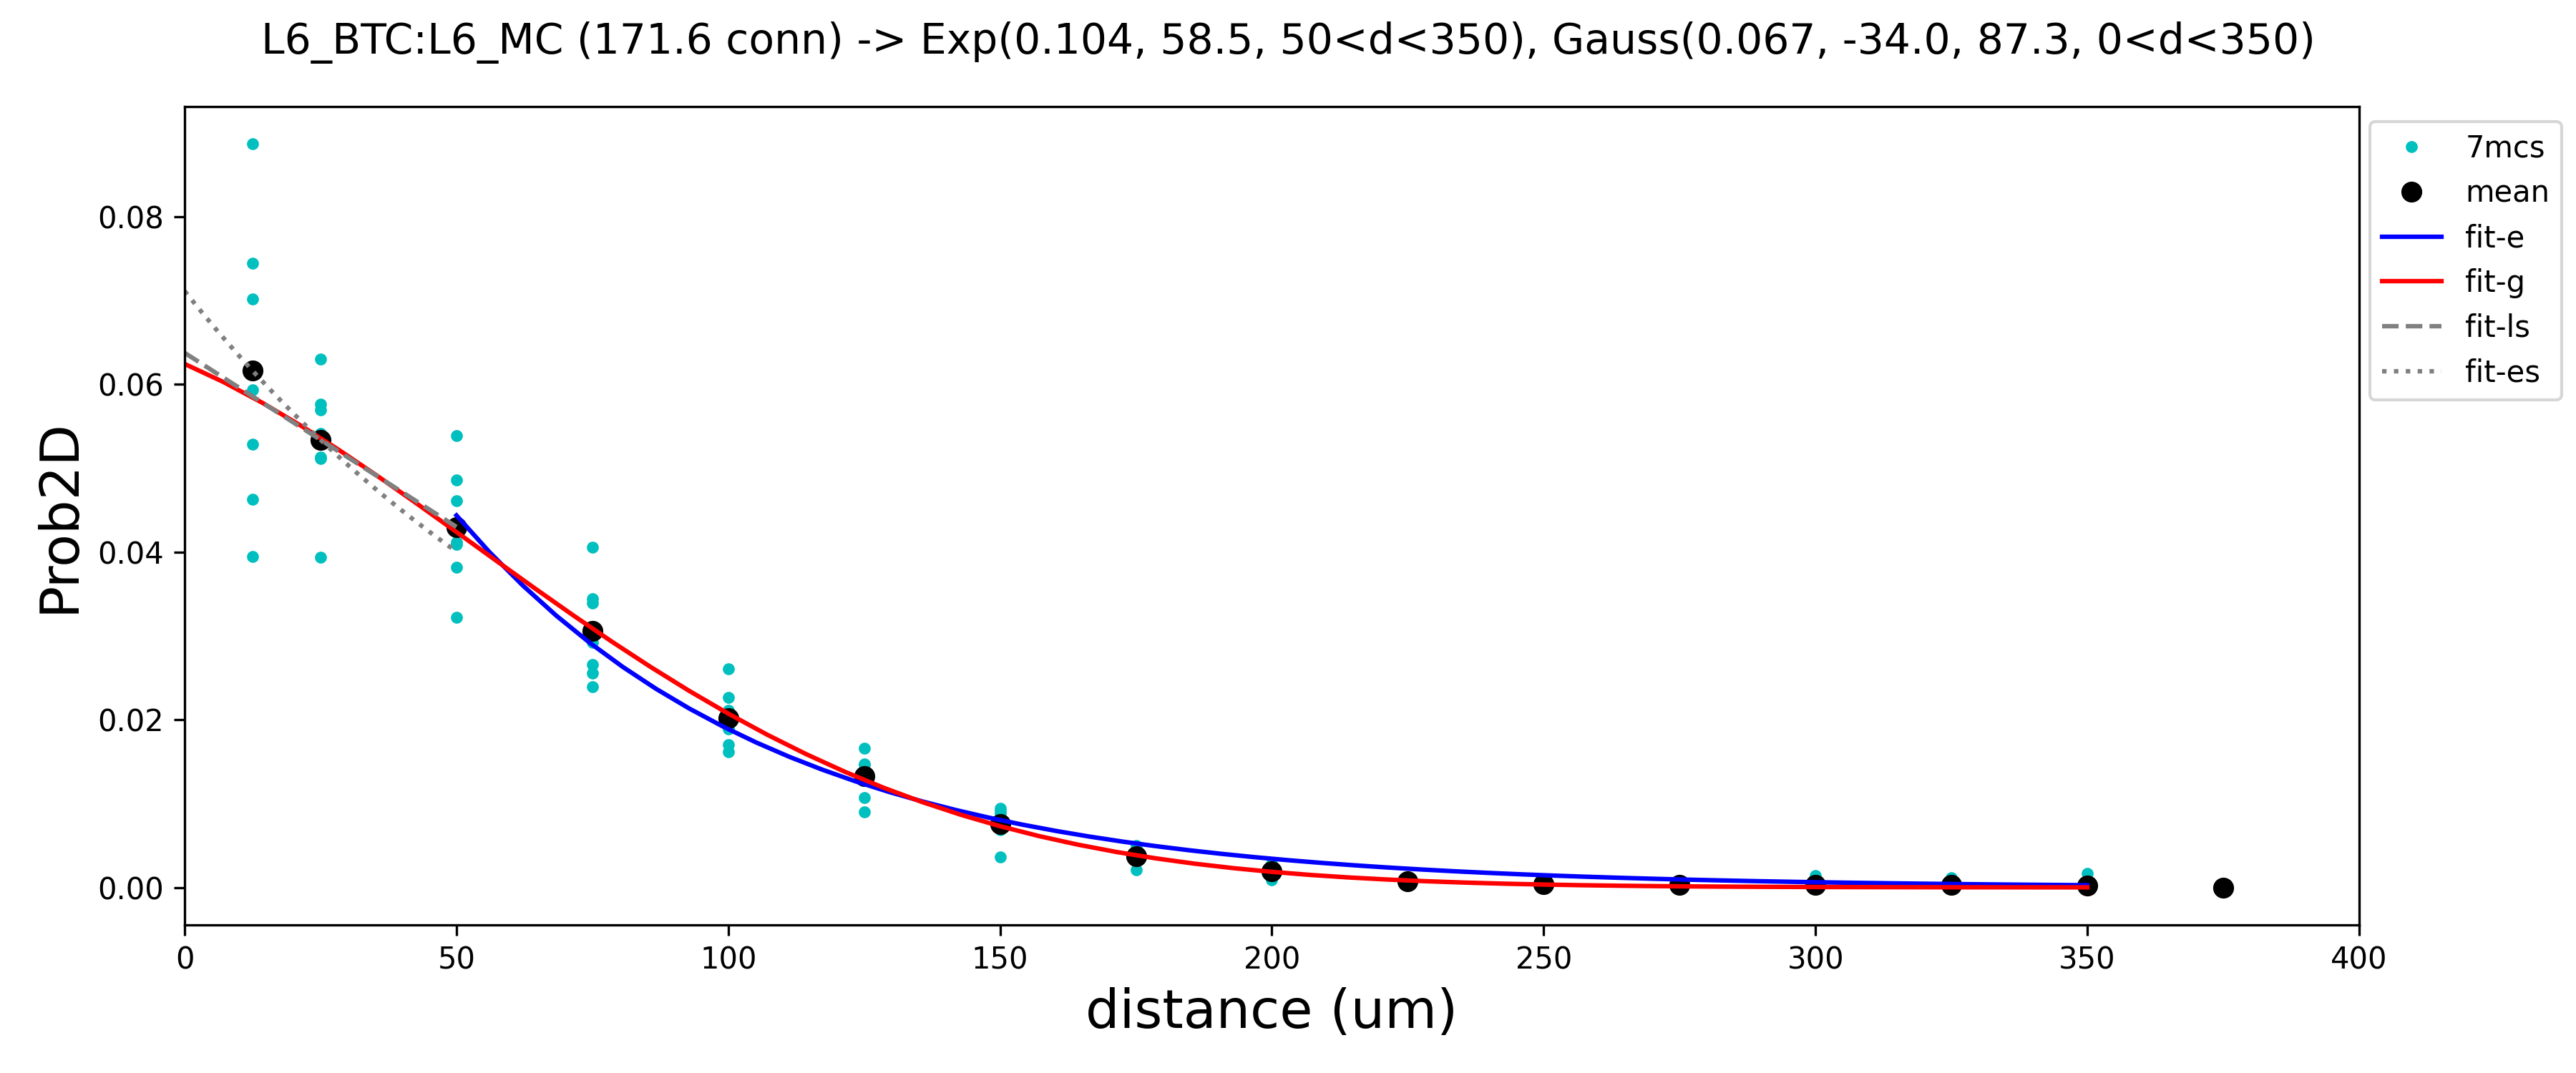 L6_BTC:L6_MC (171.6 conn) -> Exp(0.104, 58.5, 50<d<350), Gauss(0.067, -34.0, 87.3, 0<d<350)
7mcs
mean
fit-e
fit-g
fit-ls
fit-es
Prob2D
0.08
0.06
0.04
0.02
0.00
0 50 100 150 200 250 300 350 400
distance (um)